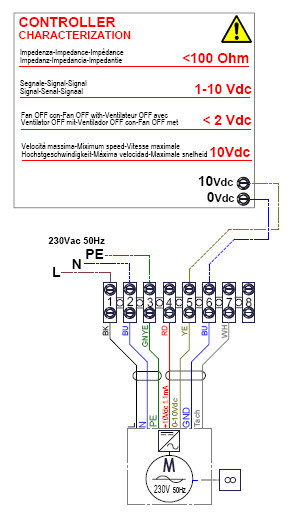 CONTROLLER
CHARACTERIZATION
Impedenza-Impedance-Impédance
Impedanz-Impedancia-Impedantie
<100 Ohm
Segnale-Signal-Signal
Signal-Senal-Signaal
1-10 Vdc
Fan OFF con-Fan OFF with-Ventilateur OFF avec
Ventilator OFF mit-Ventilador OFF con-Fan OFF met
< 2 Vdc
Velocità massima-Minimum speed-Vitesse maximale
Hochstgeschwindigkeit-Máxima velocidad-Maximale snelheid
10Vdc
10Vdc
0Vdc
230Vac 50Hz
PE
N
L
1 2 3 4 5 6 7 8
BK BU GNYE RD YE BU WH
L N PE +10Vdc 1.1mA 0-10Vdc GND Tach
M
230V 50Hz
8